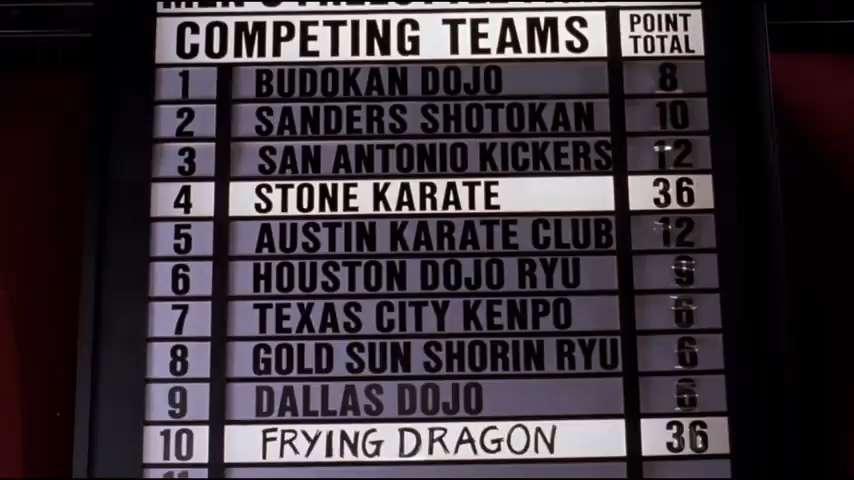 COMPETING TEAMS POINT TOTAL
1 BUDOKAN DOJO 8
2 SANDERS SHOTOKAN 10
3 SAN ANTONIO KICKERS 12
4 STONE KARATE 36
5 AUSTIN KARATE CLUB 12
6 HOUSTON DOJO RYU 9
7 TEXAS CITY KENPO
8 GOLD SUN SHORIN RYU 6
9 DALLAS DOJO
10 FRYING DRAGON 36
11